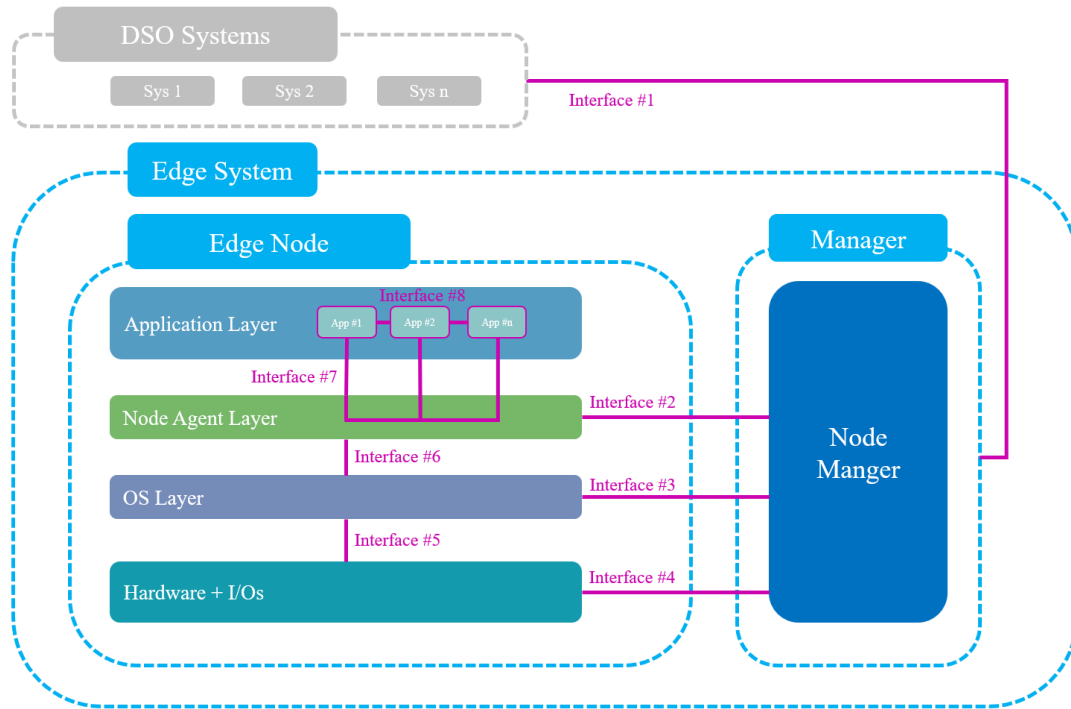 DSO Systems
Sys 1
Sys 2
Sys n
Interface #1
Edge System
Edge Node
Manager
Interface #8
Application Layer
App #1
App #2
App #n
Interface #7
Interface #2
Node Agent Layer
Node
Manger
Interface #6
Interface #3
OS Layer
Interface #5
Interface #4
Hardware + I/Os